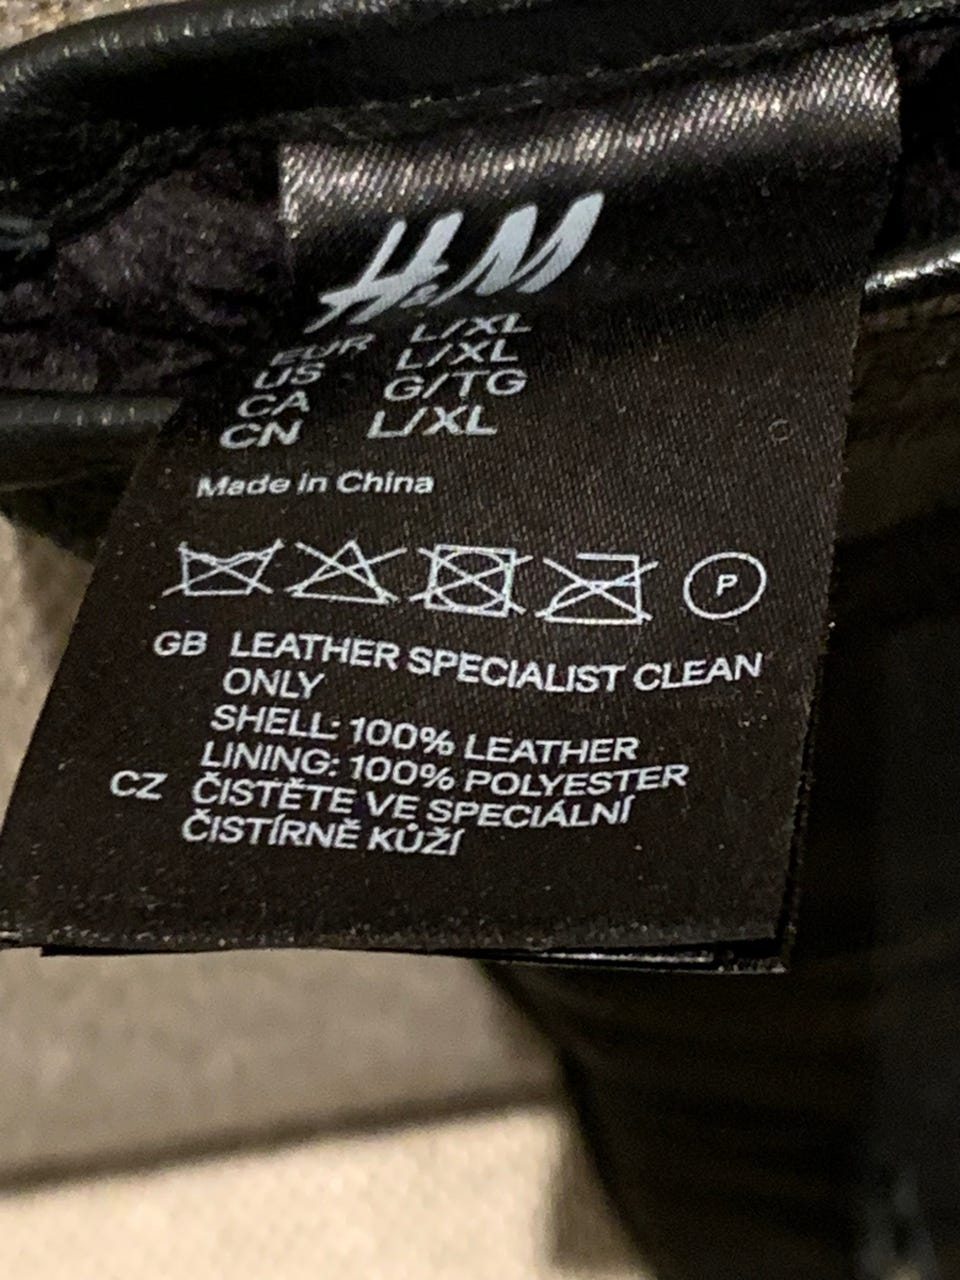 H&M
EUR L/XL
US L/XL
CA G/TG
CN L/XL
Made in China
P
GB LEATHER SPECIALIST CLEAN
ONLY
SHELL: 100% LEATHER
LINING: 100% POLYESTER
CZ ČISTĚTE VE SPECIÁLNÍ
ČISTÍRNĚ KŮŽÍ